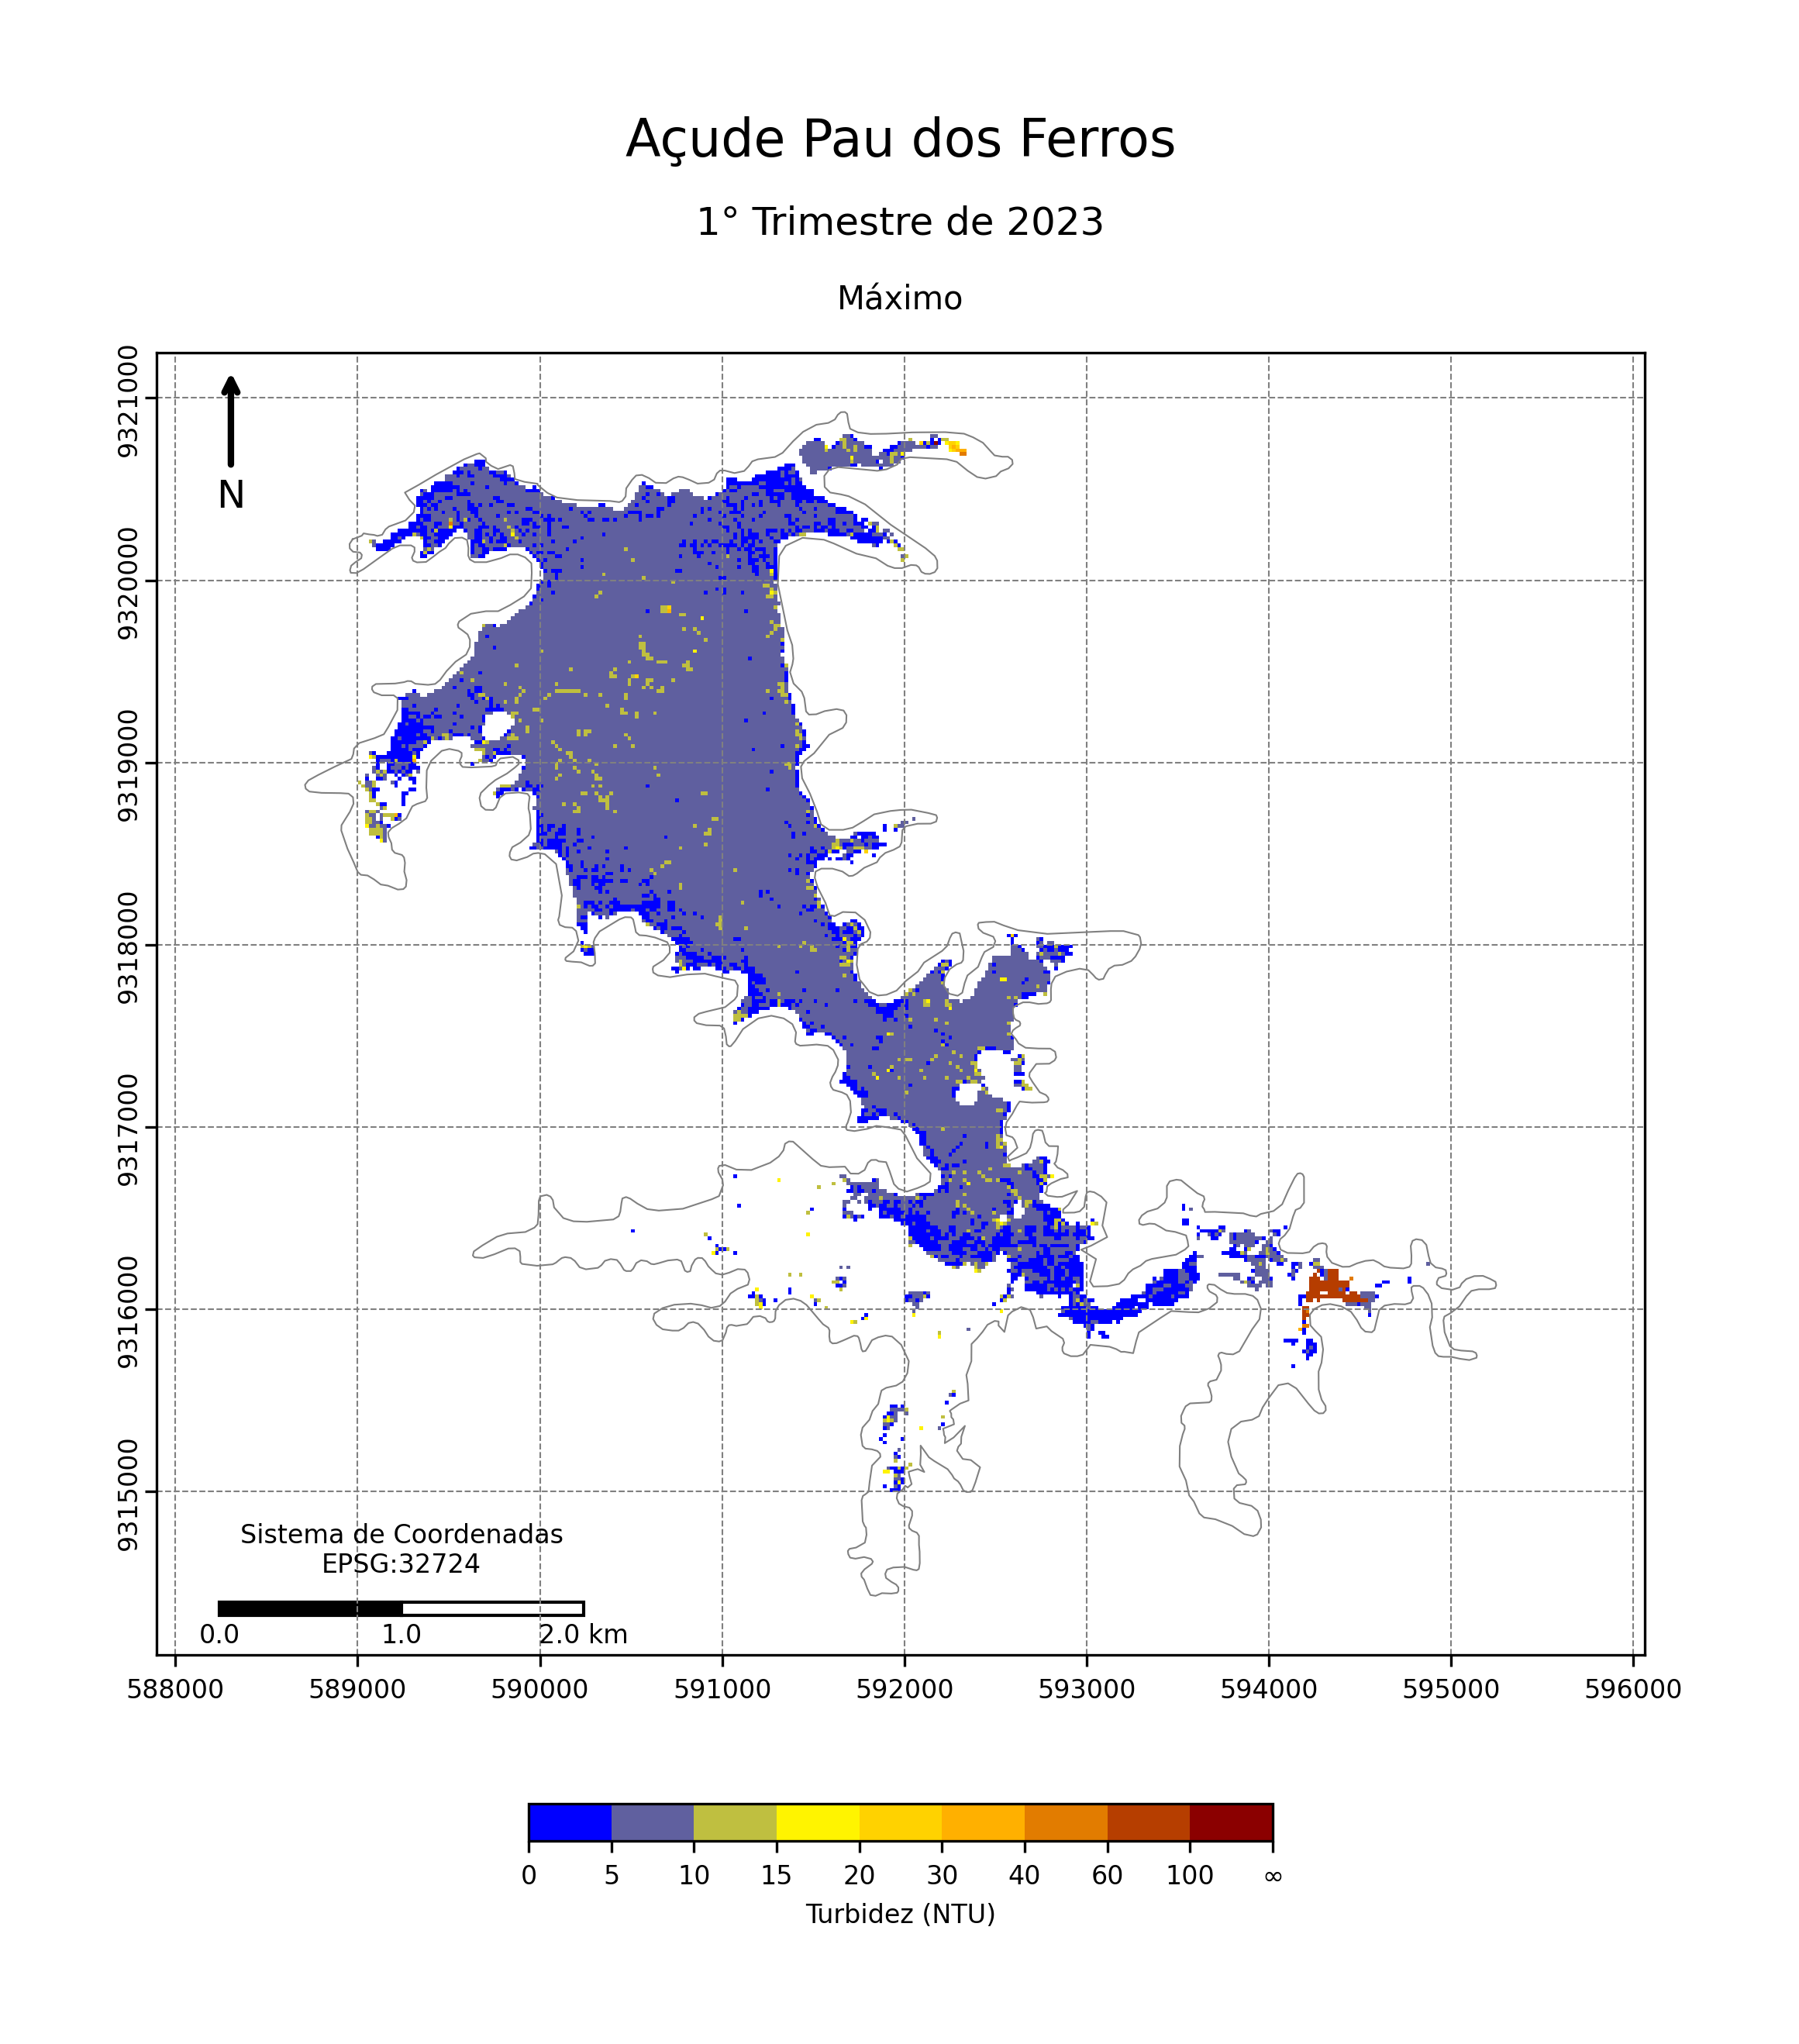 Açude Pau dos Ferros
1° Trimestre de 2023
Máximo
9321000
9320000
9319000
9318000
9317000
9316000
9315000
N
Sistema de Coordenadas
EPSG:32724
0.0 1.0 2.0 km
588000 589000 590000 591000 592000 593000 594000 595000 596000
0 5 10 15 20 30 40 60 100 ∞
Turbidez (NTU)